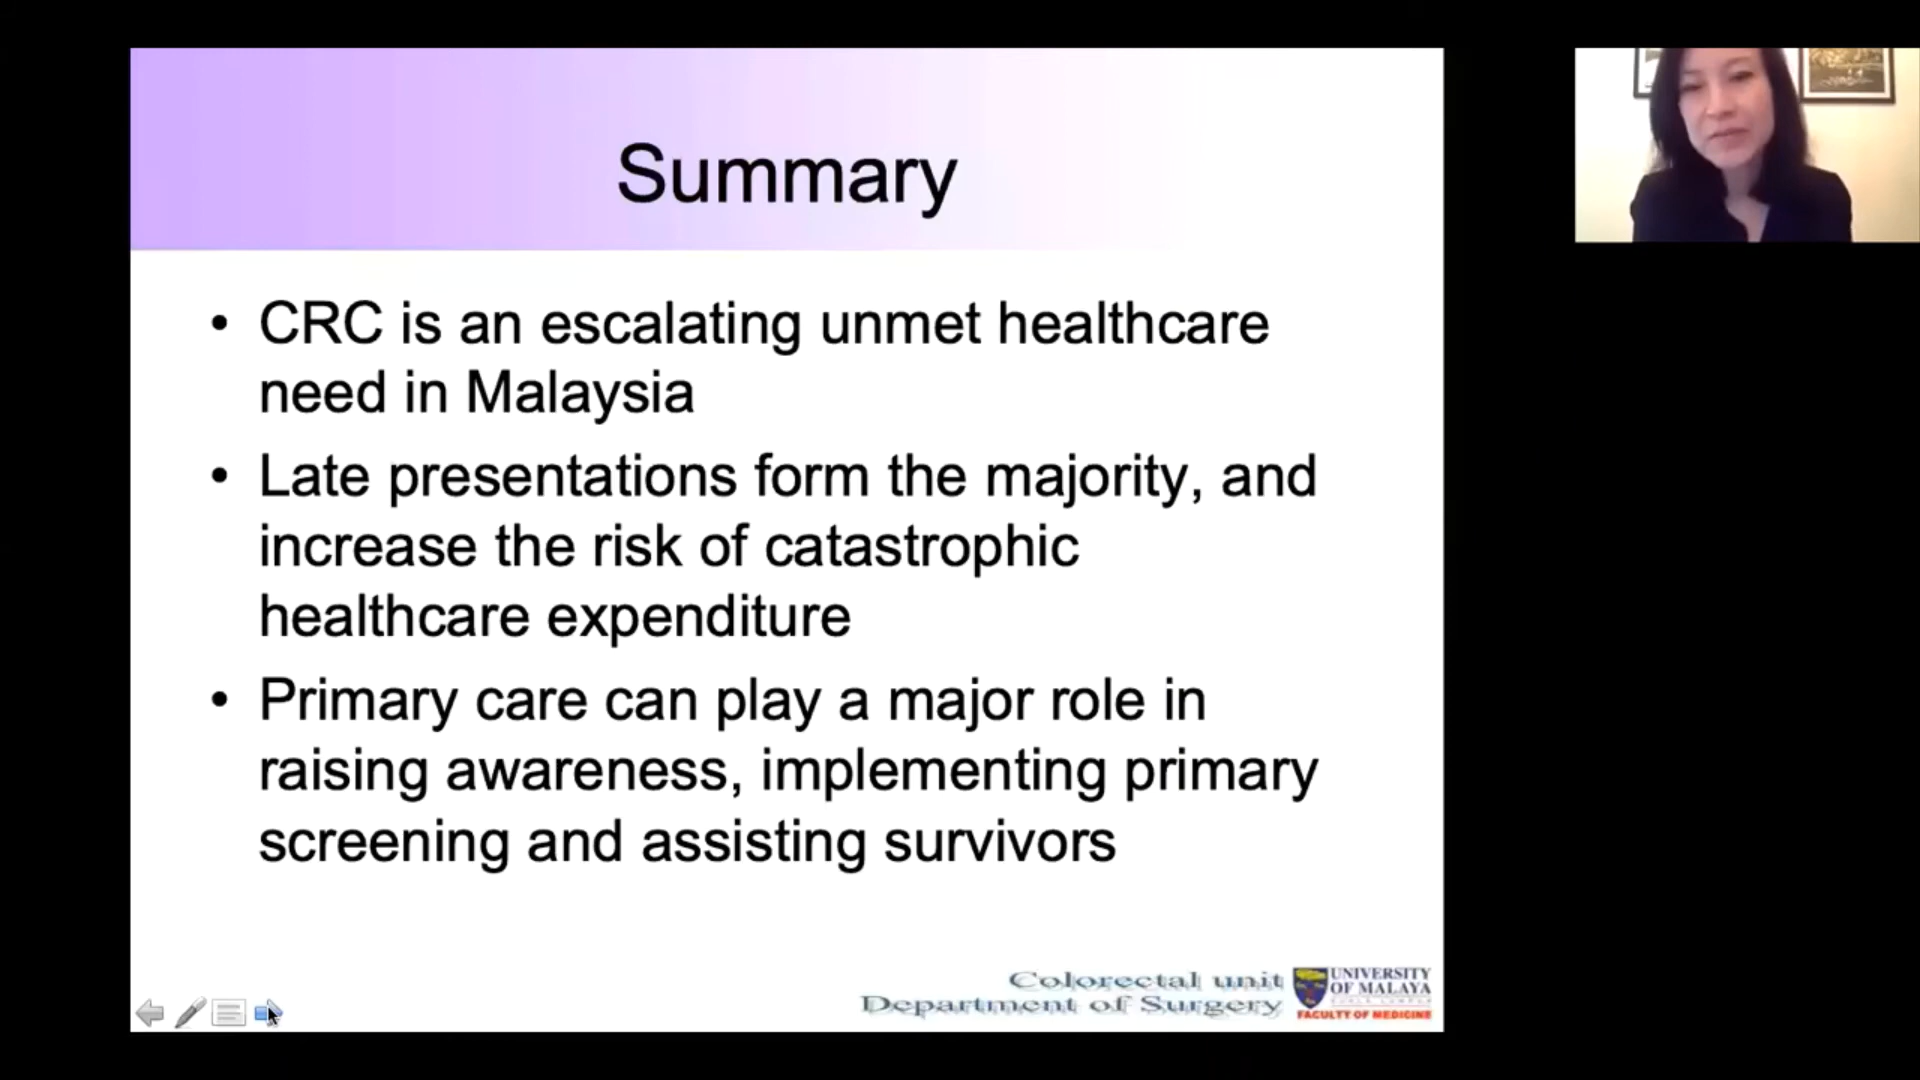 Summary
• CRC is an escalating unmet healthcare
need in Malaysia
• Late presentations form the majority, and
increase the risk of catastrophic
healthcare expenditure
• Primary care can play a major role in
raising awareness, implementing primary
screening and assisting survivors
Colorectal unit
Department of Surgery
UNIVERSITY
OF MALAYA
FACULTY OF MEDICINE